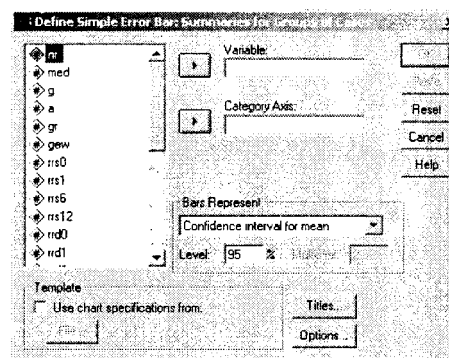 Define Simple Error Bar: Summaries for Groups of Cases
nr
med
g
a
gr
gew
rrs0
rrs1
rrs6
rrs12
rrd0
rrd1
Variable:
Category Axis:
Reset
Cancel
Help
Bars Represent
Confidence interval for mean
Level: 95 %
Template
Use chart specifications from:
Titles...
Options...